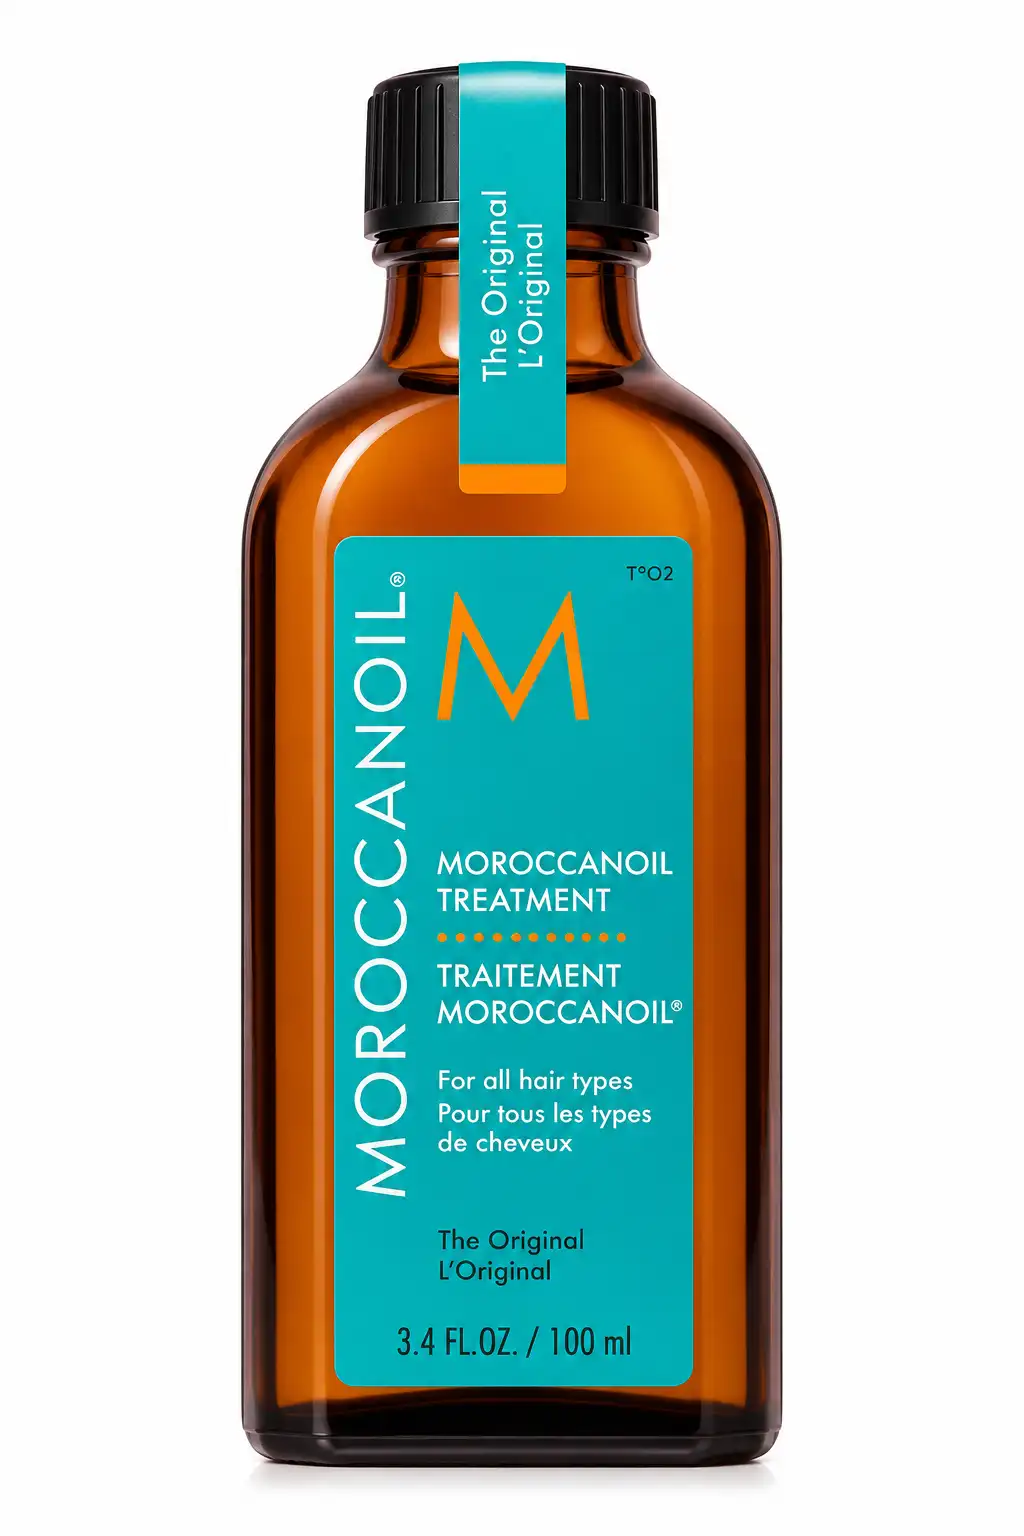 The Original
L'Original
T°O2
M
MOROCCANOIL®
MOROCCANOIL
TREATMENT
TRAITEMENT
MOROCCANOIL®
For all hair types
Pour tous les types
de cheveux
The Original
L'Original
3.4 FL.OZ. / 100 ml